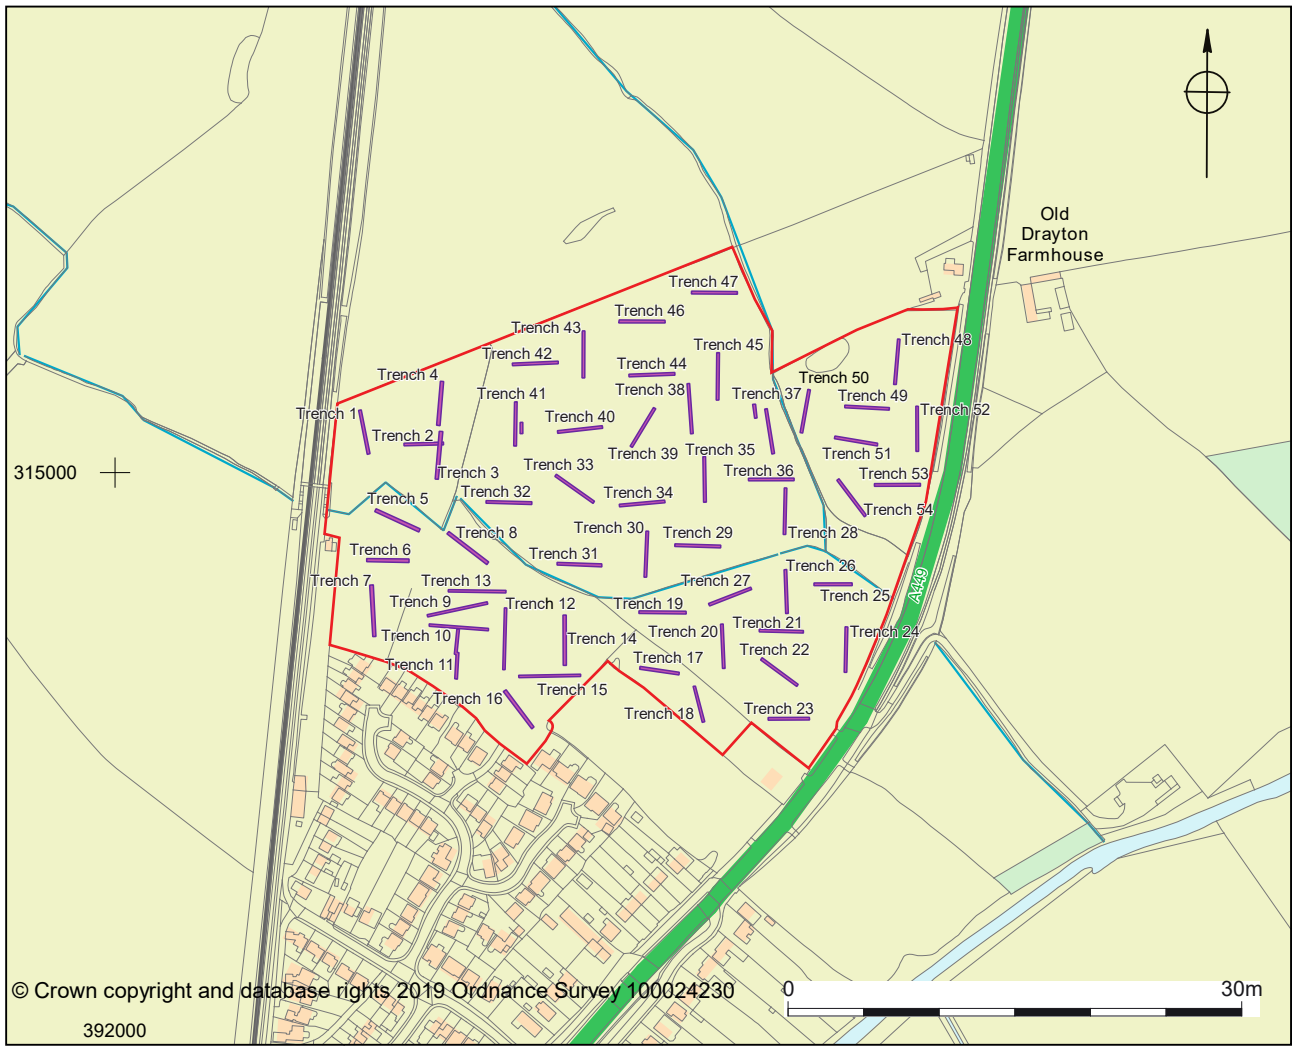 Old
Drayton
Farmhouse
Trench 47
Trench 46
Trench 43
Trench 48
Trench 45
Trench 42
Trench 44
Trench 4
Trench 50
Trench 41
Trench 38
Trench 37
Trench 49
Trench 1
Trench 52
Trench 40
Trench 2
Trench 39
Trench 35
Trench 51
315000
Trench 3
Trench 33
Trench 36
Trench 53
Trench 5
Trench 32
Trench 34
Trench 54
Trench 8
Trench 30
Trench 29
Trench 28
Trench 6
Trench 31
Trench 26
Trench 7
Trench 13
Trench 27
A449
Trench 25
Trench 9
Trench 12
Trench 19
Trench 10
Trench 14
Trench 20
Trench 21
Trench 24
Trench 11
Trench 17
Trench 22
Trench 16
Trench 15
Trench 18
Trench 23
© Crown copyright and database rights 2019 Ordnance Survey 100024230
0 30m
392000